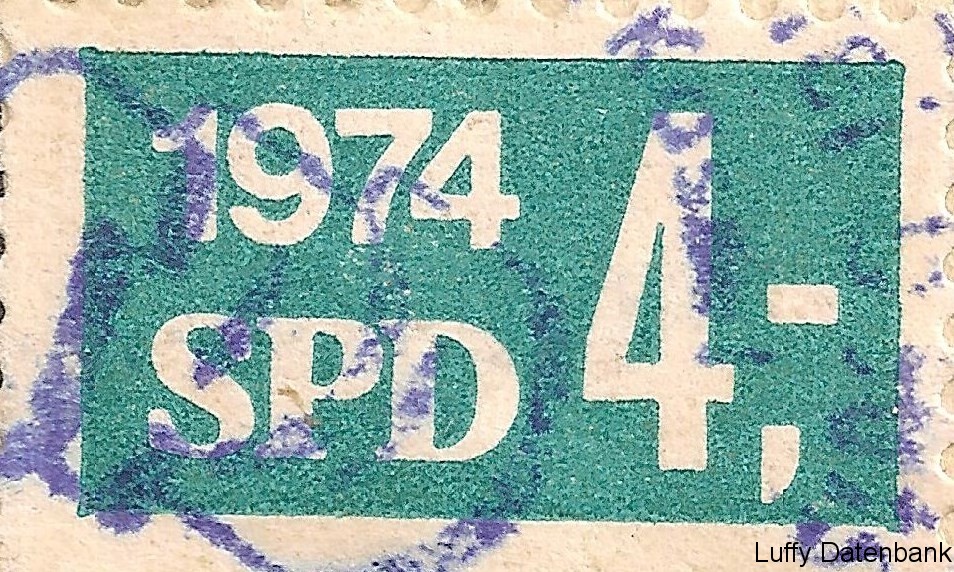 1974
SPD
4,-
Luffy Datenbank